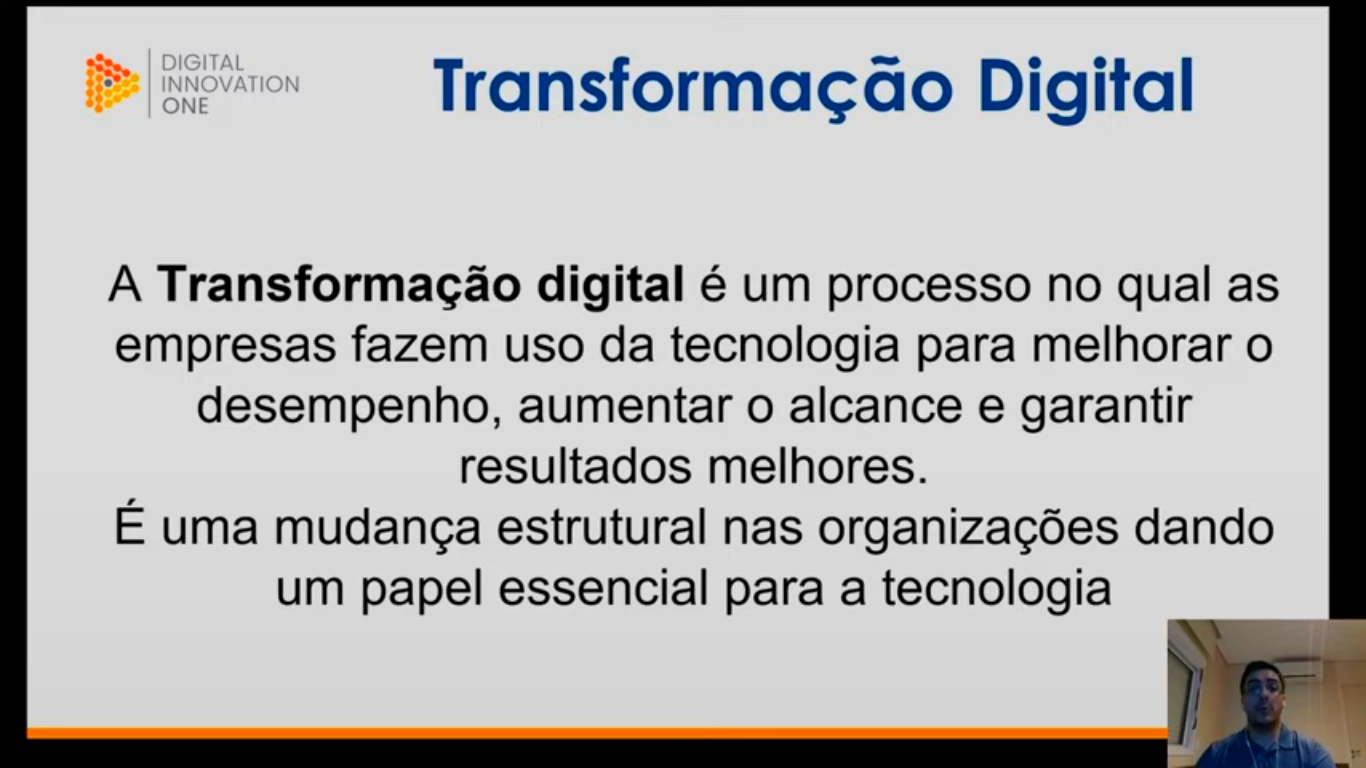 DIGITAL
INNOVATION
ONE
Transformação Digital
A Transformação digital é um processo no qual as
empresas fazem uso da tecnologia para melhorar o
desempenho, aumentar o alcance e garantir
resultados melhores.
É uma mudança estrutural nas organizações dando
um papel essencial para a tecnologia